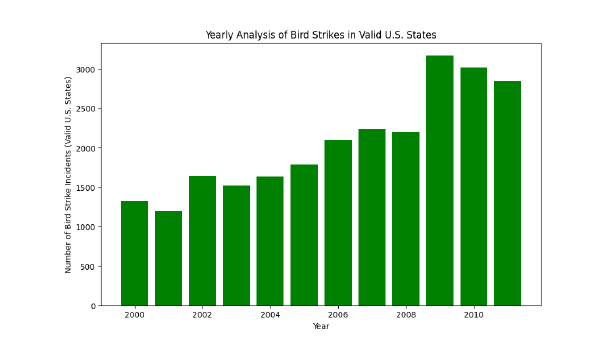 Yearly Analysis of Bird Strikes in Valid U.S. States
Number of Bird Strike Incidents (Valid U.S. States)
3000
2500
2000
1500
1000
500
0
2000 2002 2004 2006 2008 2010
Year